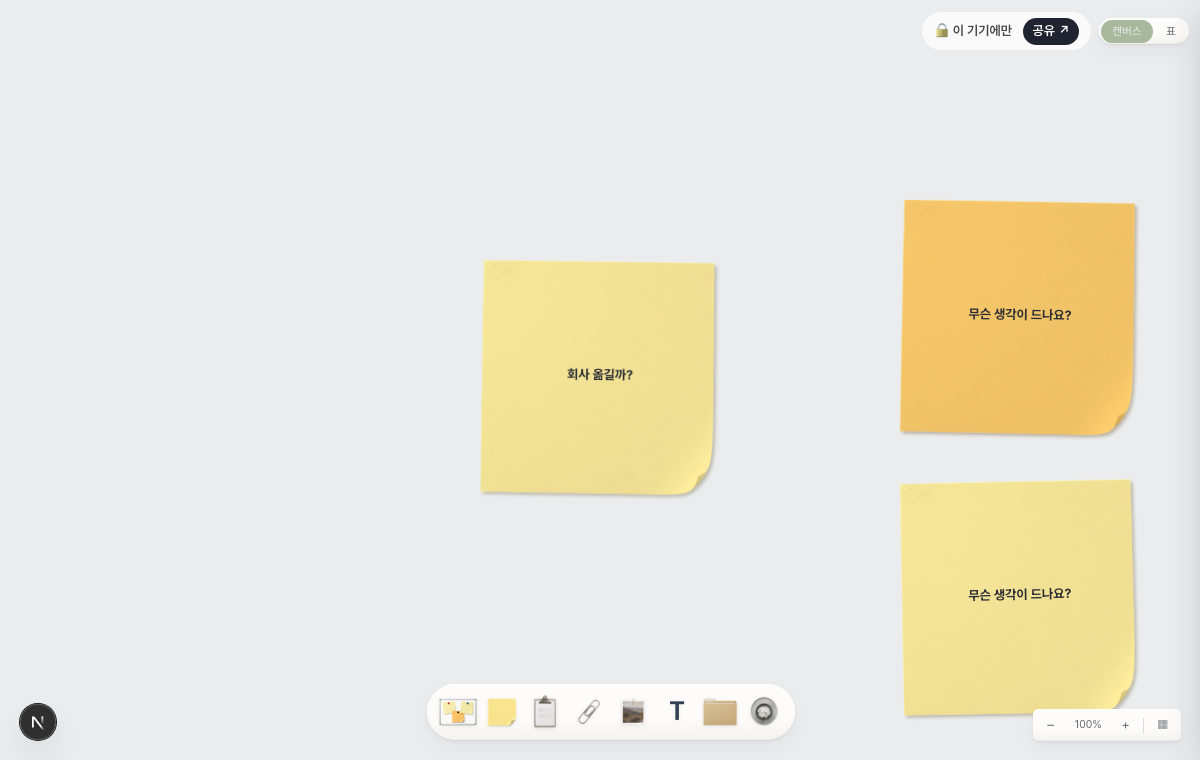 이 기기에만
공유 ↗
캔버스
표
무슨 생각이 드나요?
회사 옮길까?
무슨 생각이 드나요?
T
N
− 100% +